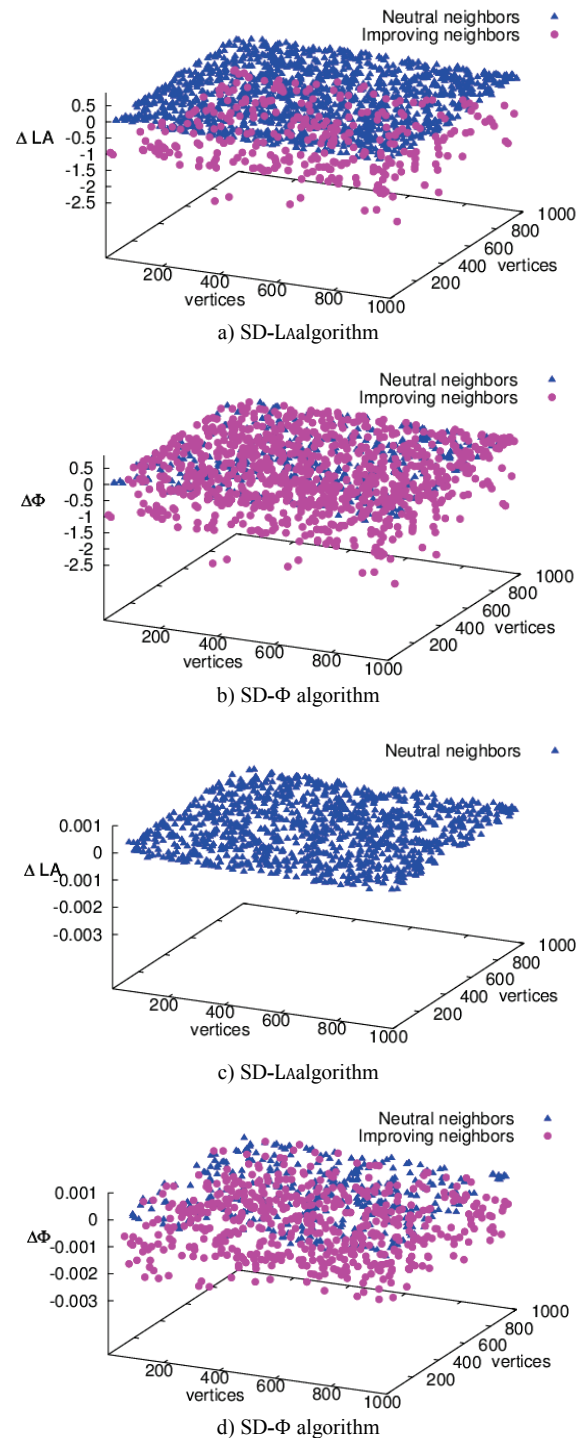 Neutral neighbors
Improving neighbors
0.5
0
Δ LA
-0.5
-1
-1.5
-2
-2.5
200
400
600
800
1000
vertices
200
400
600
800
1000
vertices
a) SD-LAalgorithm
Neutral neighbors
Improving neighbors
0.5
0
ΔΦ
-0.5
-1
-1.5
-2
-2.5
200
400
600
800
1000
vertices
200
400
600
800
1000
vertices
b) SD-Φ algorithm
Neutral neighbors
0.001
0
Δ LA
-0.001
-0.002
-0.003
200
400
600
800
1000
vertices
200
400
600
800
1000
vertices
c) SD-LAalgorithm
Neutral neighbors
Improving neighbors
0.001
0
ΔΦ
-0.001
-0.002
-0.003
200
400
600
800
1000
vertices
200
400
600
800
1000
vertices
d) SD-Φ algorithm